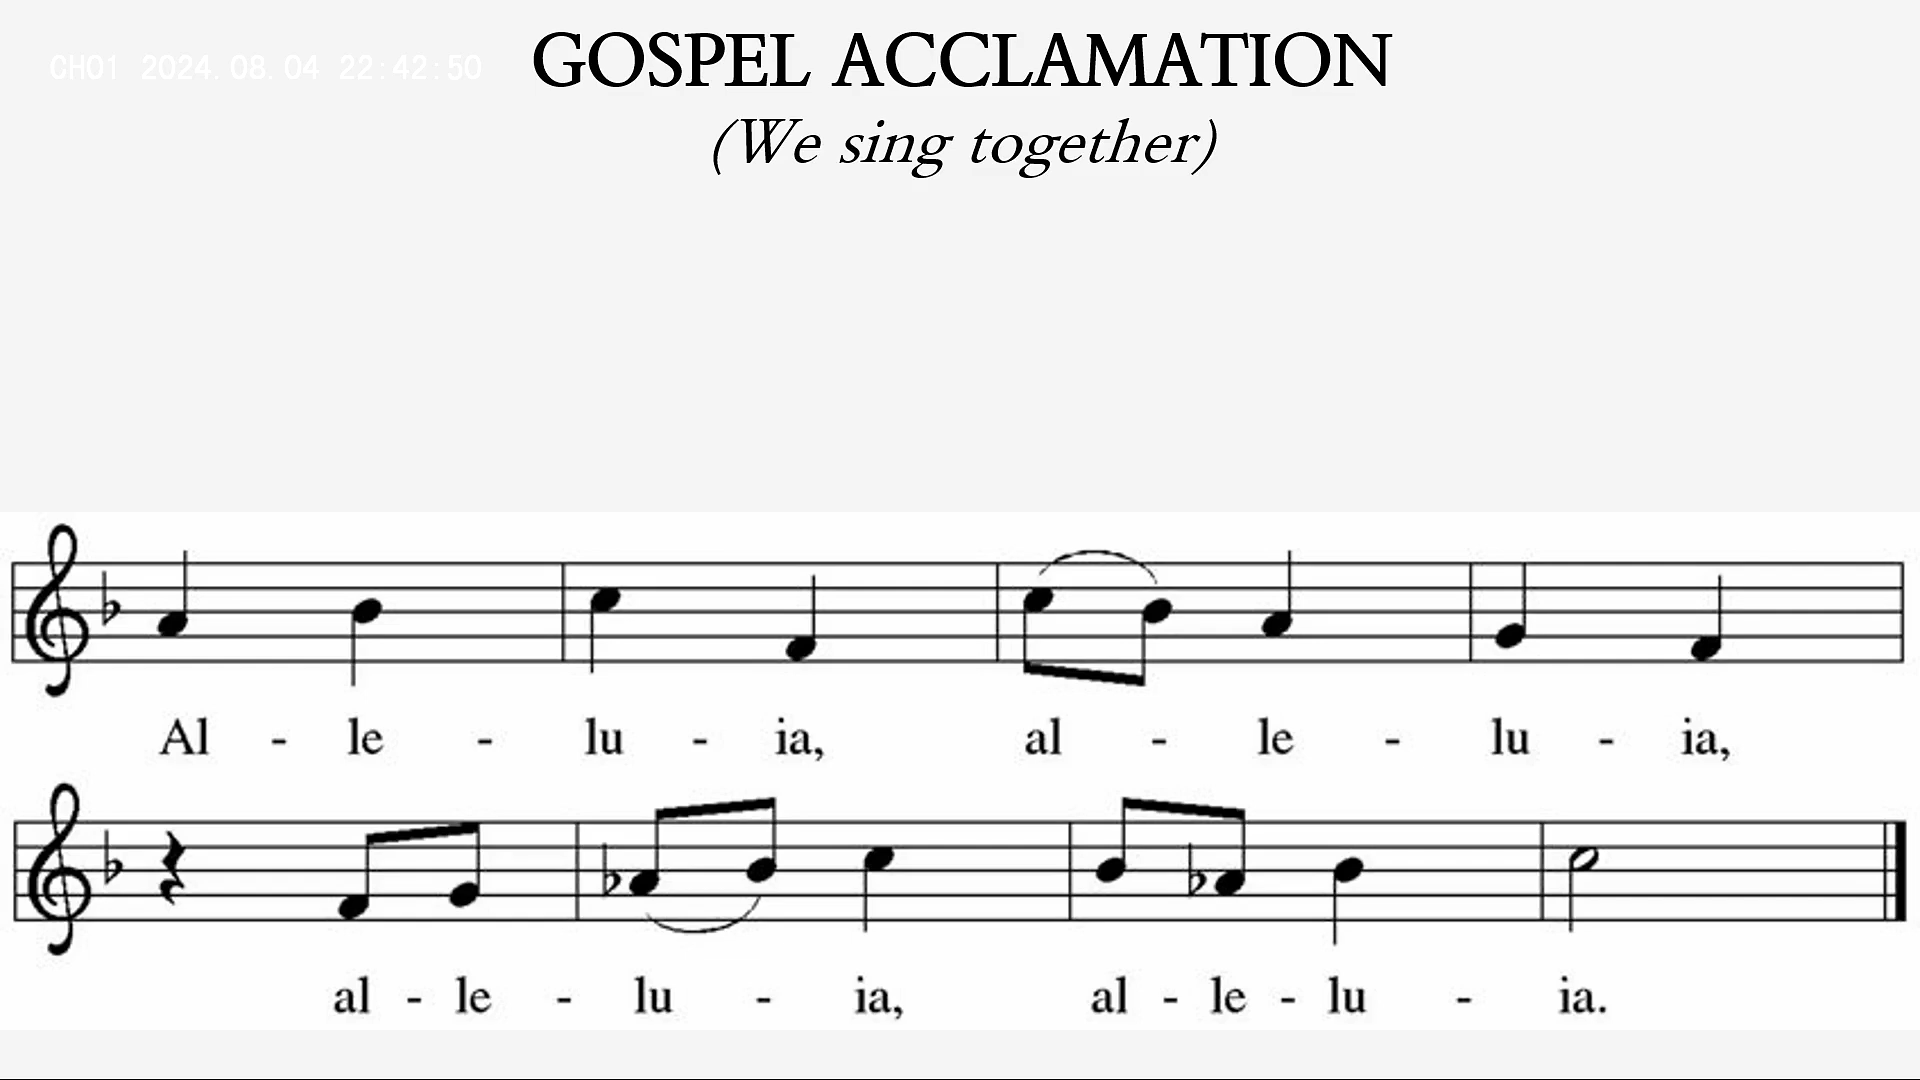 CH01 2024.08.04 22:42:50
GOSPEL ACCLAMATION
(We sing together)
Al - le - lu - ia, al - le - lu - ia,
al - le - lu - ia, al - le - lu - ia.